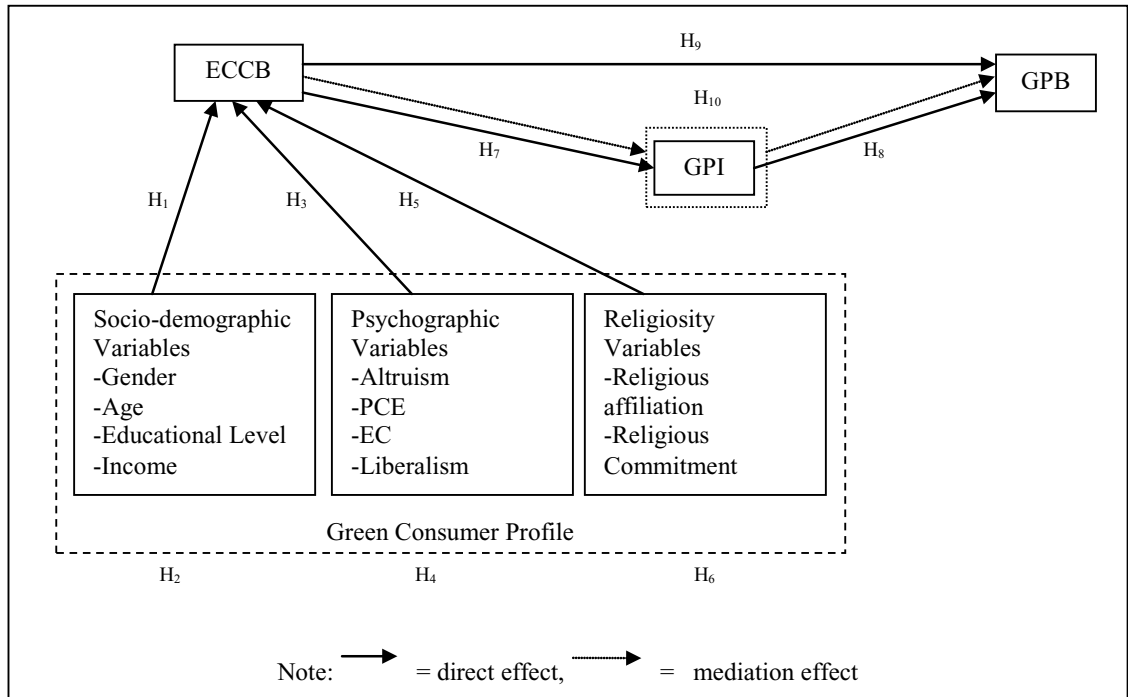 H₉
ECCB
GPB
H₁₀
H₇
GPI
H₈
H₁
H₃
H₅
Socio-demographic
Variables
-Gender
-Age
-Educational Level
-Income
Psychographic
Variables
-Altruism
-PCE
-EC
-Liberalism
Religiosity
Variables
-Religious
affiliation
-Religious
Commitment
Green Consumer Profile
H₂
H₄
H₆
Note: = direct effect, = mediation effect